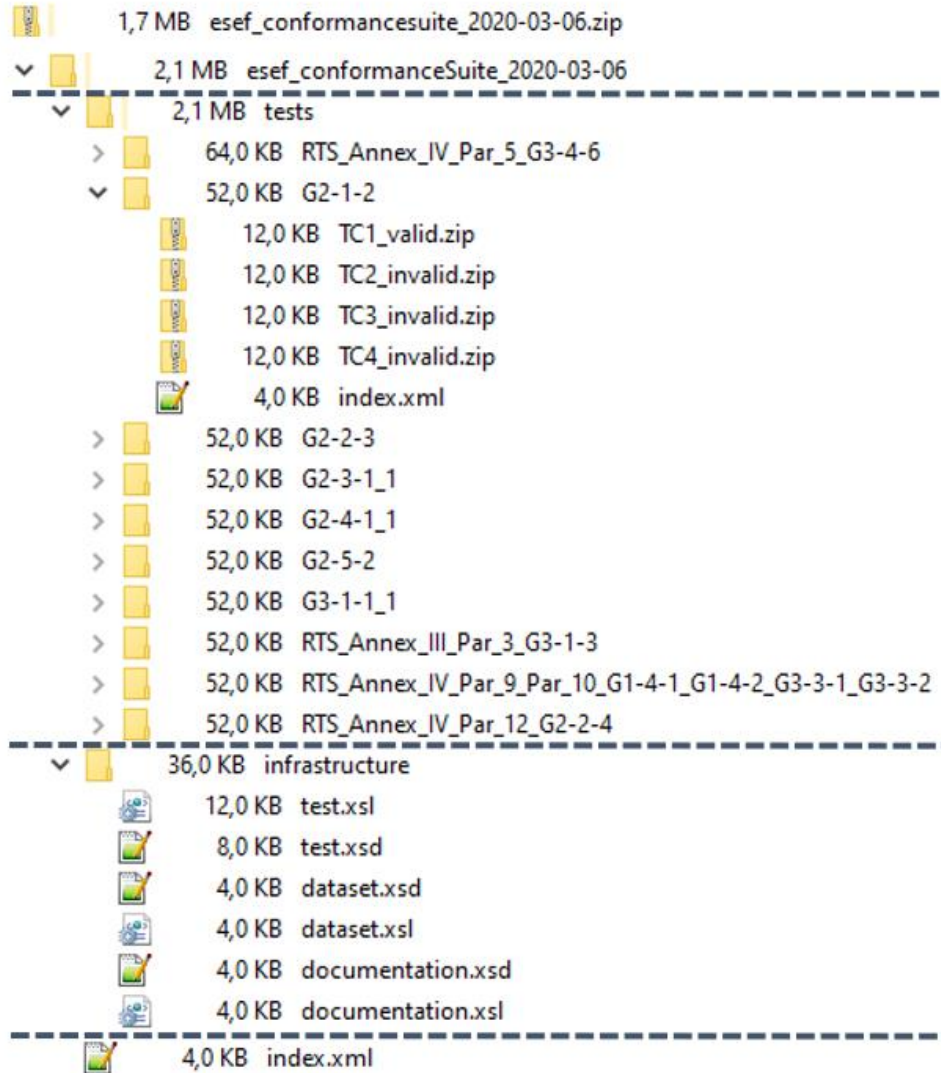 1,7 MB esef_conformancesuite_2020-03-06.zip
2,1 MB esef_conformanceSuite_2020-03-06
2,1 MB tests
64,0 KB RTS_Annex_IV_Par_5_G3-4-6
52,0 KB G2-1-2
12,0 KB TC1_valid.zip
12,0 KB TC2_invalid.zip
12,0 KB TC3_invalid.zip
12,0 KB TC4_invalid.zip
4,0 KB index.xml
52,0 KB G2-2-3
52,0 KB G2-3-1_1
52,0 KB G2-4-1_1
52,0 KB G2-5-2
52,0 KB G3-1-1_1
52,0 KB RTS_Annex_III_Par_3_G3-1-3
52,0 KB RTS_Annex_IV_Par_9_Par_10_G1-4-1_G1-4-2_G3-3-1_G3-3-2
52,0 KB RTS_Annex_IV_Par_12_G2-2-4
36,0 KB infrastructure
12,0 KB test.xsl
8,0 KB test.xsd
4,0 KB dataset.xsd
4,0 KB dataset.xsl
4,0 KB documentation.xsd
4,0 KB documentation.xsl
4,0 KB index.xml